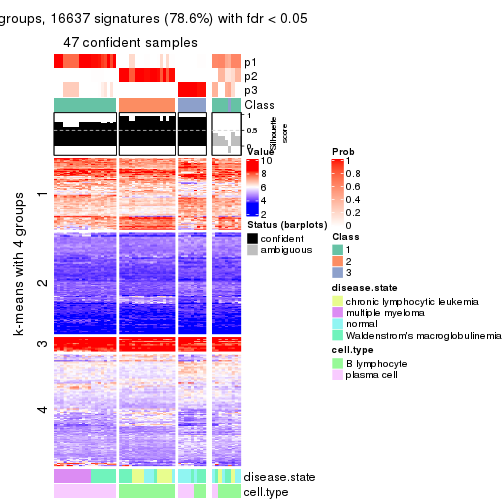 groups, 16637 signatures (78.6%) with fdr < 0.05
47 confident samples
p1
p2
p3
Class
1
0.5
0
Silhouette
score
k-means with 4 groups
1
2
3
4
Value
10
8
6
4
2
Status (barplots)
confident
ambiguous
Prob
1
0.8
0.6
0.4
0.2
0
Class
1
2
3
disease.state
chronic lymphocytic leukemia
multiple myeloma
normal
Waldenstrom's macroglobulinemia
cell.type
B lymphocyte
plasma cell
disease.state
cell.type